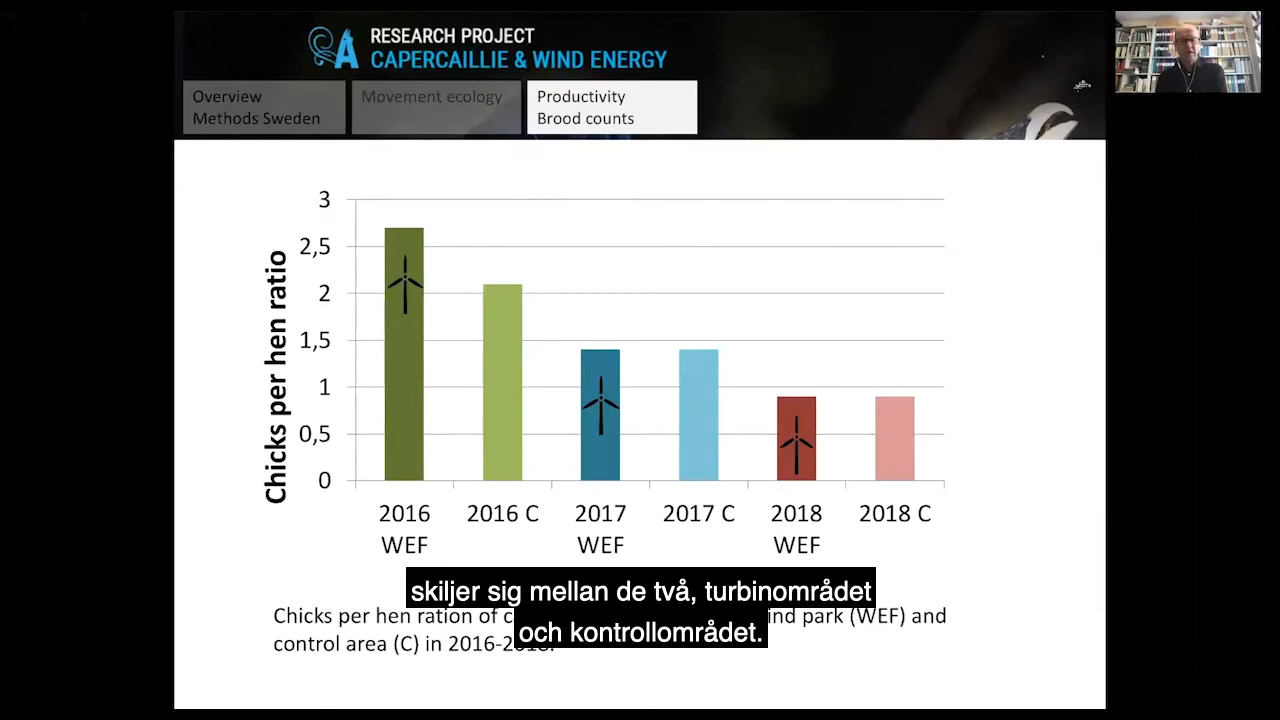 RESEARCH PROJECT
CAPERCAILLIE & WIND ENERGY
Overview
Methods Sweden
Movement ecology
Productivity
Brood counts
Chicks per hen ratio
3
2,5
2
1,5
1
0,5
0
2016
WEF
2016 C
2017
WEF
2017 C
2018
WEF
2018 C
skiljer sig mellan de två, turbinområdet
och kontrollområdet.
Chicks per hen ration of park (WEF) and
control area (C) in